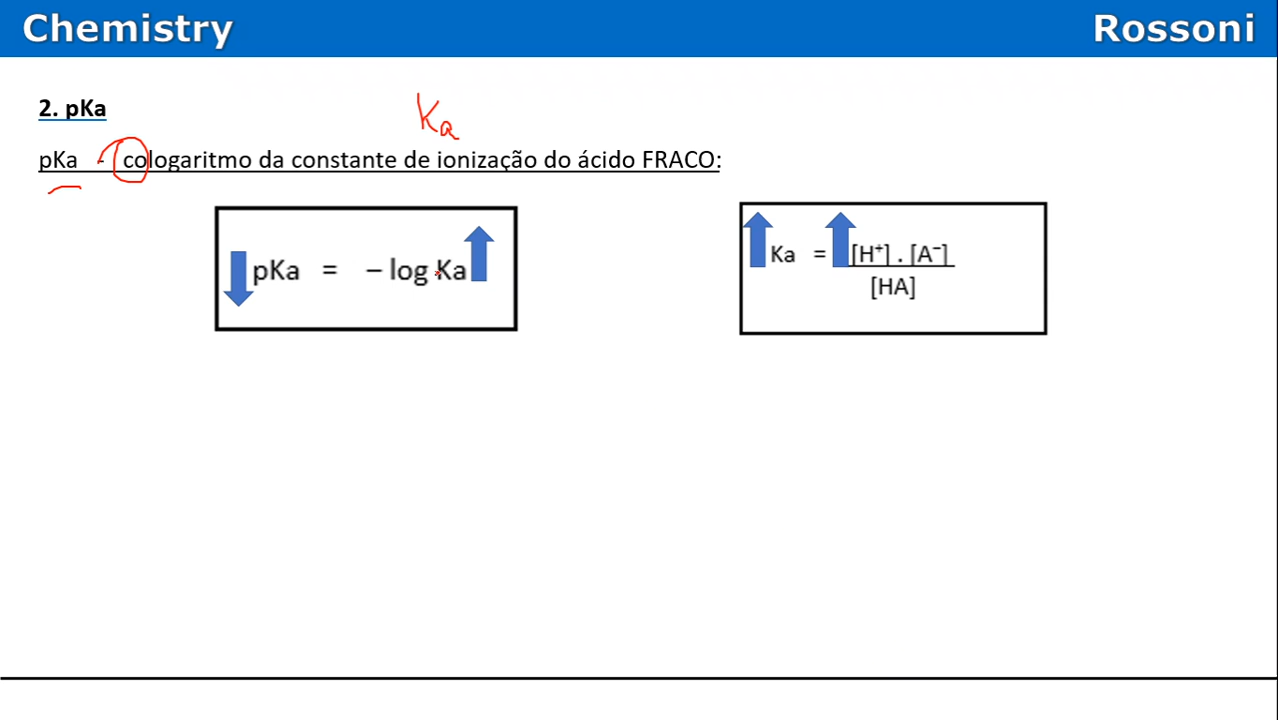 Chemistry Rossoni
2. pKa
Ka
pKa - cologaritmo da constante de ionização do ácido FRACO:
pKa = – log Ka
Ka = [H⁺] . [A⁻]
[HA]